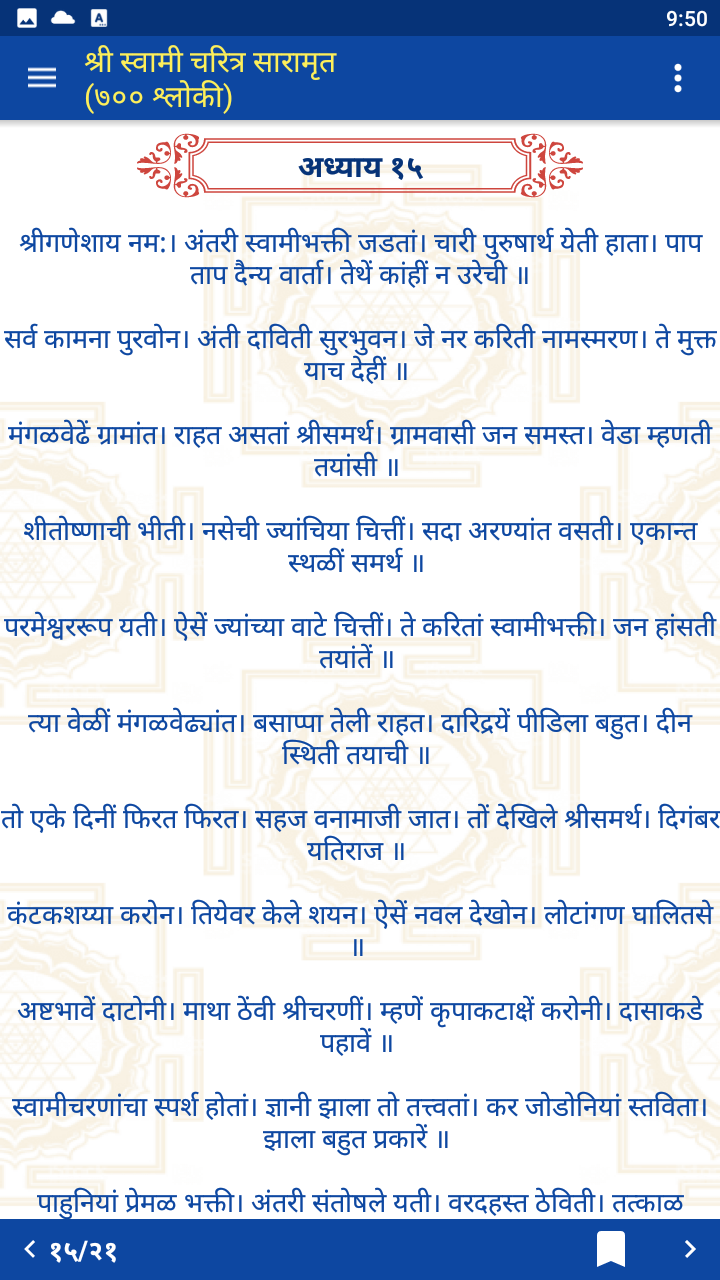 9:50
श्री स्वामी चरित्र सारामृत
(७०० श्लोकी)
अध्याय १५
श्रीगणेशाय नम:। अंतरी स्वामीभक्ती जडतां। चारी पुरुषार्थ येती हाता। पाप
ताप दैन्य वार्ता। तेथें कांहीं न उरेची ॥
सर्व कामना पुरवोन। अंती दाविती सुरभुवन। जे नर करिती नामस्मरण। ते मुक्त
याच देहीं ॥
मंगळवेढें ग्रामांत। राहत असतां श्रीसमर्थ। ग्रामवासी जन समस्त। वेडा म्हणती
तयांसी ॥
शीतोष्णाची भीती। नसेची ज्यांचिया चित्तीं। सदा अरण्यांत वसती। एकान्त
स्थळीं समर्थ ॥
परमेश्वररूप यती। ऐसें ज्यांच्या वाटे चित्तीं। ते करितां स्वामीभक्ती। जन हांसती
तयांतें ॥
त्या वेळीं मंगळवेढ्यांत। बसाप्पा तेली राहत। दारिद्रयें पीडिला बहुत। दीन
स्थिती तयाची ॥
तो एके दिनीं फिरत फिरत। सहज वनामाजी जात। तों देखिले श्रीसमर्थ। दिगंबर
यतिराज ॥
कंटकशय्या करोन। तियेवर केले शयन। ऐसें नवल देखोन। लोटांगण घालितसे
॥
अष्टभावें दाटोनी। माथा ठेंवी श्रीचरणीं। म्हणें कृपाकटाक्षें करोनी। दासाकडे
पहावें ॥
स्वामीचरणांचा स्पर्श होतां। ज्ञानी झाला तो तत्त्वतां। कर जोडोनियां स्तविता।
झाला बहुत प्रकारें ॥
पाहुनियां प्रेमळ भक्ती। अंतरी संतोषले यती। वरदहस्त ठेविती। तत्काळ
१५/२१